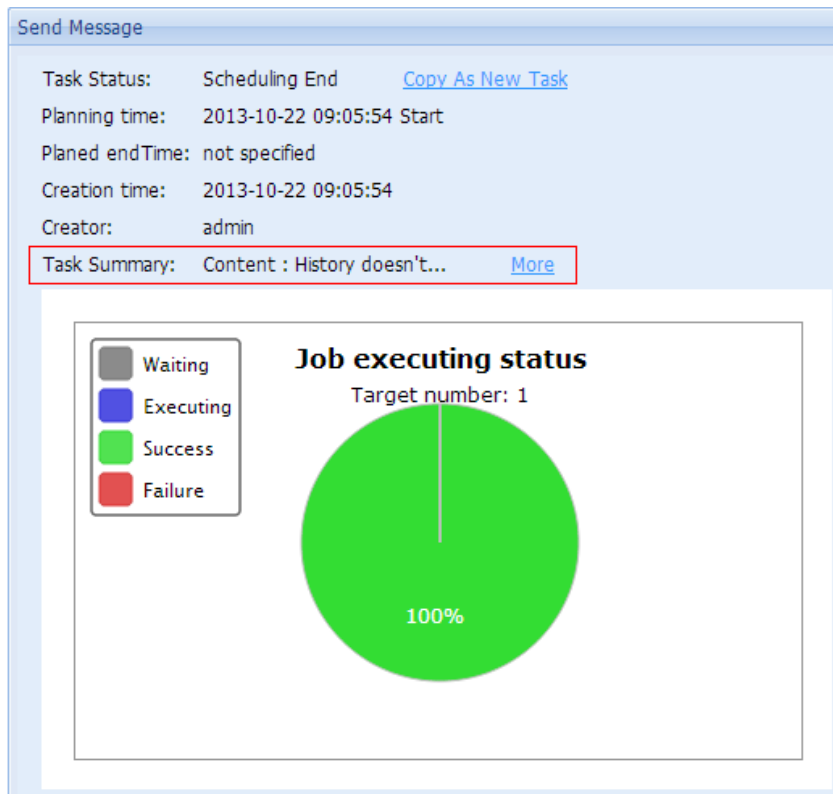 Send Message
Task Status: Scheduling End Copy As New Task
Planning time: 2013-10-22 09:05:54 Start
Planed endTime: not specified
Creation time: 2013-10-22 09:05:54
Creator: admin
Task Summary: Content : History doesn't... More
Job executing status
Target number: 1
Waiting
Executing
Success
Failure
100%